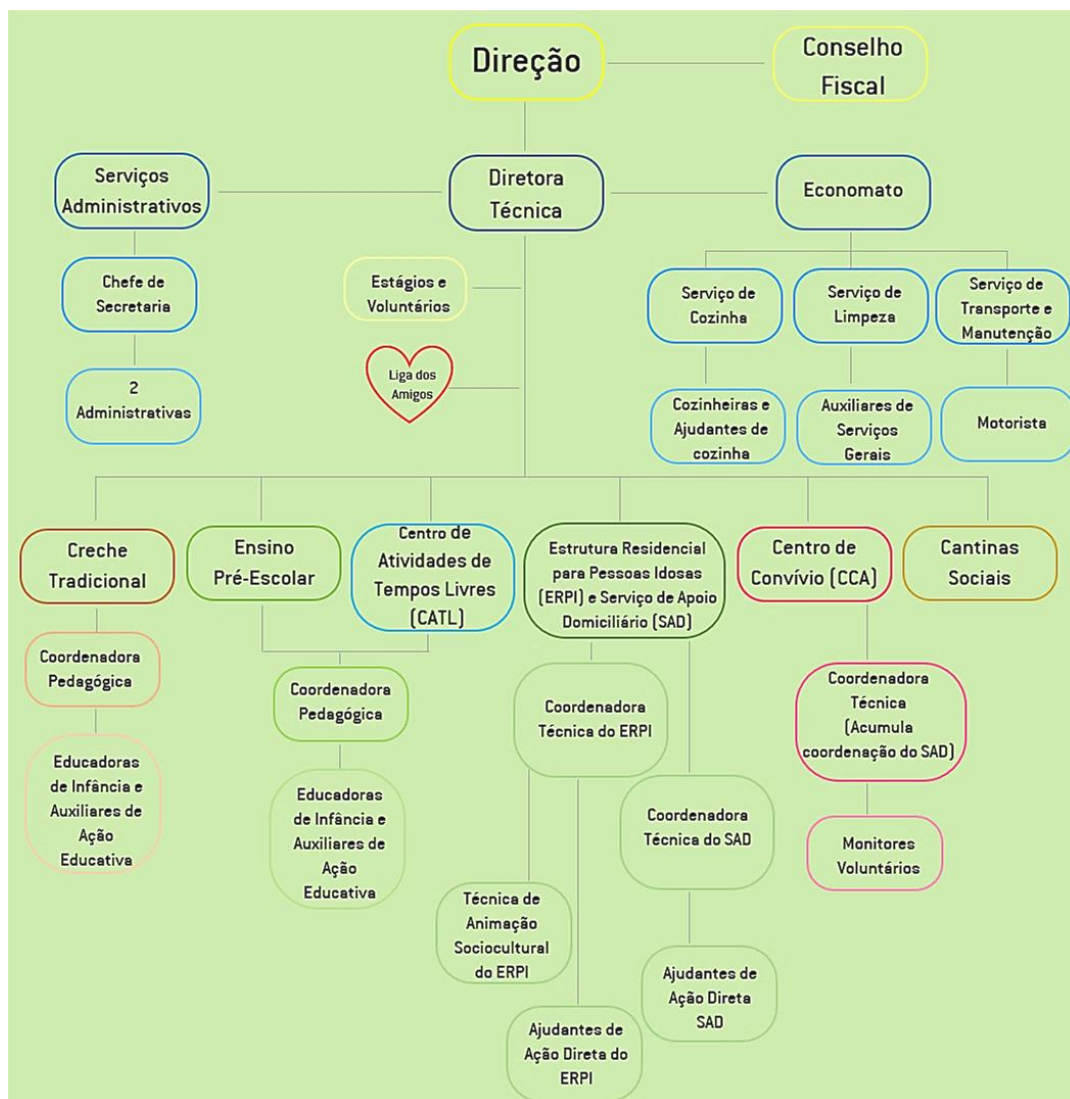 Direção
Conselho
Fiscal
Serviços
Administrativos
Diretora
Técnica
Economato
Chefe de
Secretaria
Estágios e
Voluntários
Serviço de
Cozinha
Serviço de
Limpeza
Serviço de
Transporte e
Manutenção
2
Administrativas
Liga dos
Amigos
Cozinheiras e
Ajudantes de
cozinha
Auxiliares de
Serviços
Gerais
Motorista
Creche
Tradicional
Ensino
Pré-Escolar
Centro de
Atividades de
Tempos Livres
(CATL)
Estrutura Residencial
para Pessoas Idosas
(ERPI) e Serviço de Apoio
Domiciliário (SAD)
Centro de
Convívio (CCA)
Cantinas
Sociais
Coordenadora
Pedagógica
Coordenadora
Pedagógica
Coordenadora
Técnica do ERPI
Coordenadora
Técnica
(Acumula
coordenação do SAD)
Educadoras
de Infância e
Auxiliares de
Ação
Educativa
Educadoras
de Infância e
Auxiliares de
Ação
Educativa
Coordenadora
Técnica do SAD
Monitores
Voluntários
Técnica de
Animação
Sociocultural
do ERPI
Ajudantes de
Ação Direta
SAD
Ajudantes de
Ação Direta do
ERPI